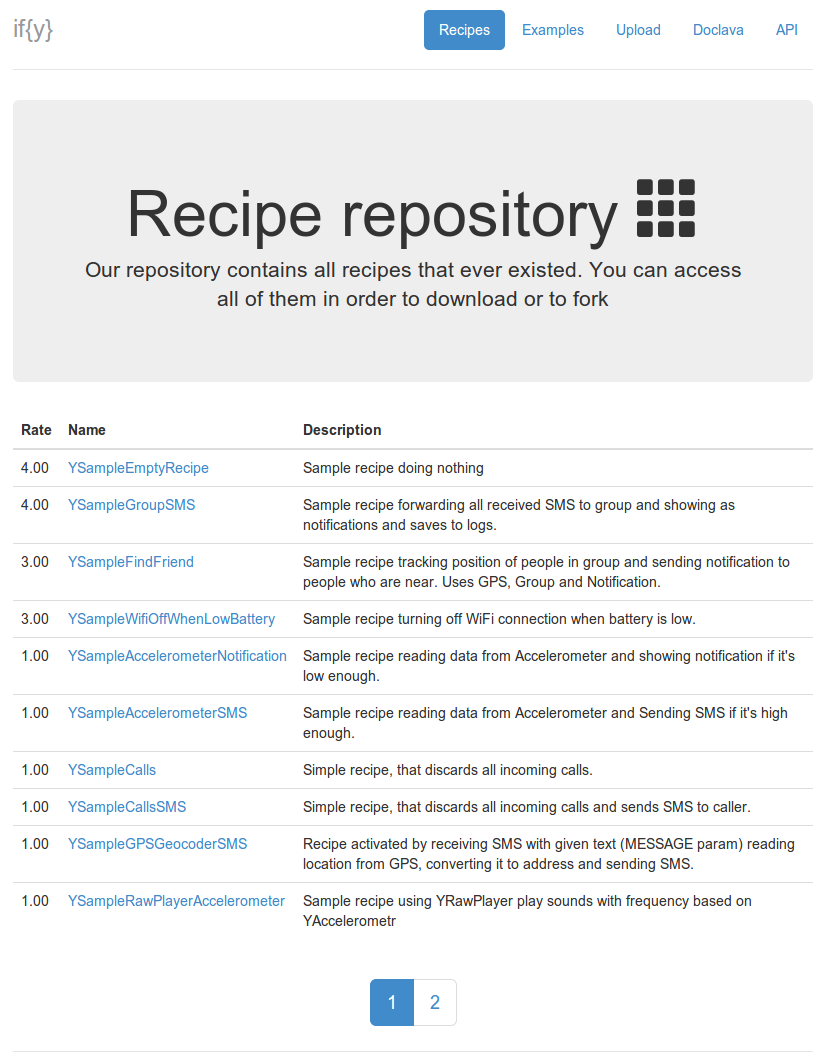 if{y}
Recipes Examples Upload Doclava API
Recipe repository
Our repository contains all recipes that ever existed. You can access
all of them in order to download or to fork
Rate Name Description
4.00 YSampleEmptyRecipe Sample recipe doing nothing
4.00 YSampleGroupSMS Sample recipe forwarding all received SMS to group and showing as
notifications and saves to logs.
3.00 YSampleFindFriend Sample recipe tracking position of people in group and sending notification to
people who are near. Uses GPS, Group and Notification.
3.00 YSampleWifiOffWhenLowBattery Sample recipe turning off WiFi connection when battery is low.
1.00 YSampleAccelerometerNotification Sample recipe reading data from Accelerometer and showing notification if it's
low enough.
1.00 YSampleAccelerometerSMS Sample recipe reading data from Accelerometer and Sending SMS if it's high
enough.
1.00 YSampleCalls Simple recipe, that discards all incoming calls.
1.00 YSampleCallsSMS Simple recipe, that discards all incoming calls and sends SMS to caller.
1.00 YSampleGPSGeocoderSMS Recipe activated by receiving SMS with given text (MESSAGE param) reading
location from GPS, converting it to address and sending SMS.
1.00 YSampleRawPlayerAccelerometer Sample recipe using YRawPlayer play sounds with frequency based on
YAccelerometr
1 2